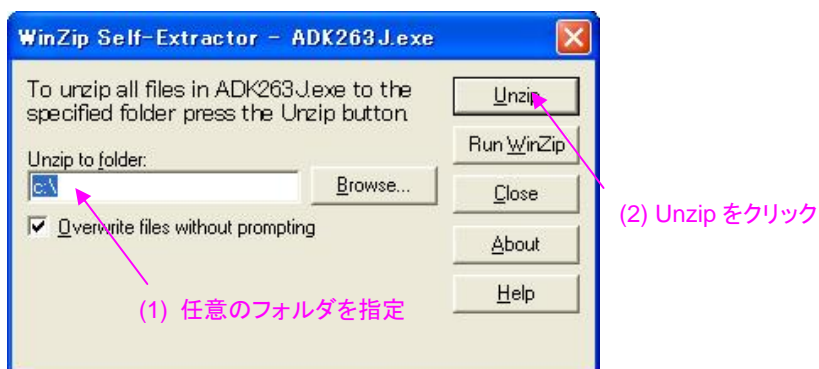 WinZip Self-Extractor - ADK263J.exe
To unzip all files in ADK263J.exe to the
specified folder press the Unzip button
Unzip to folder:
c:\
Browse...
Overwrite files without prompting
Unzip
Run WinZip
Close
About
Help
(1) 任意のフォルダを指定
(2) Unzip をクリック